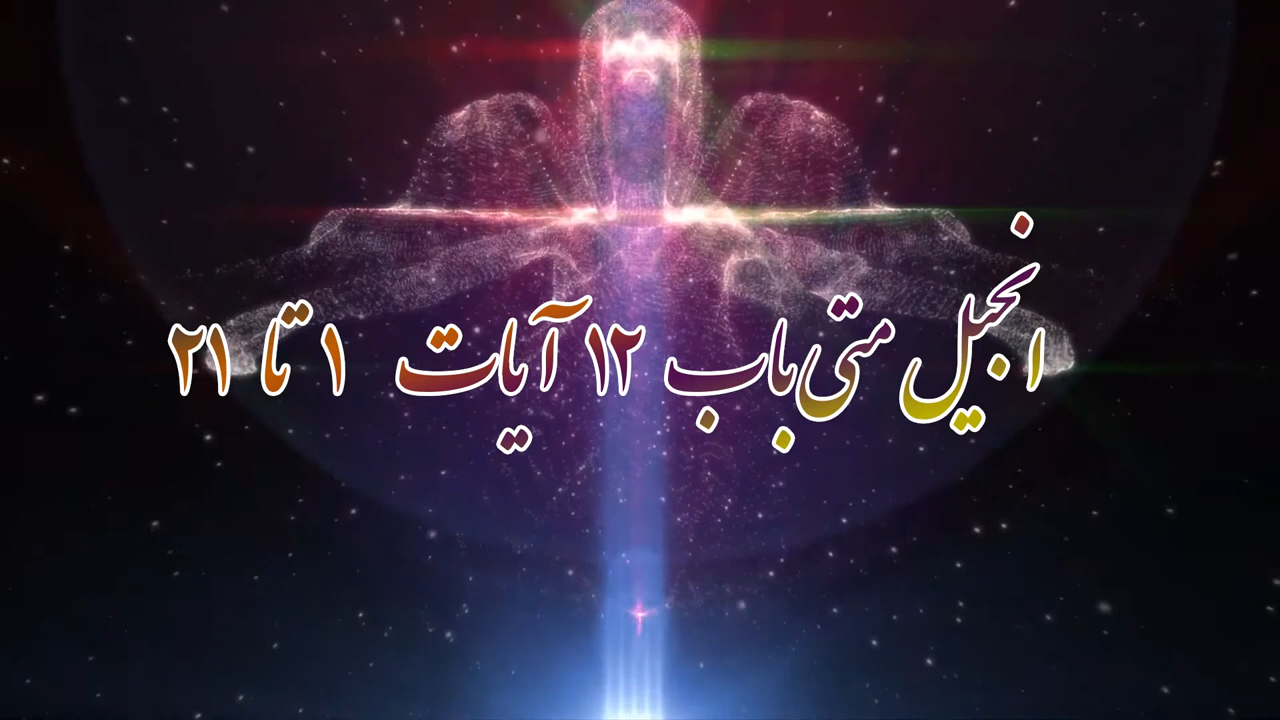 انجیل متی باب ۱۲ آیات ۱ تا ۲۱